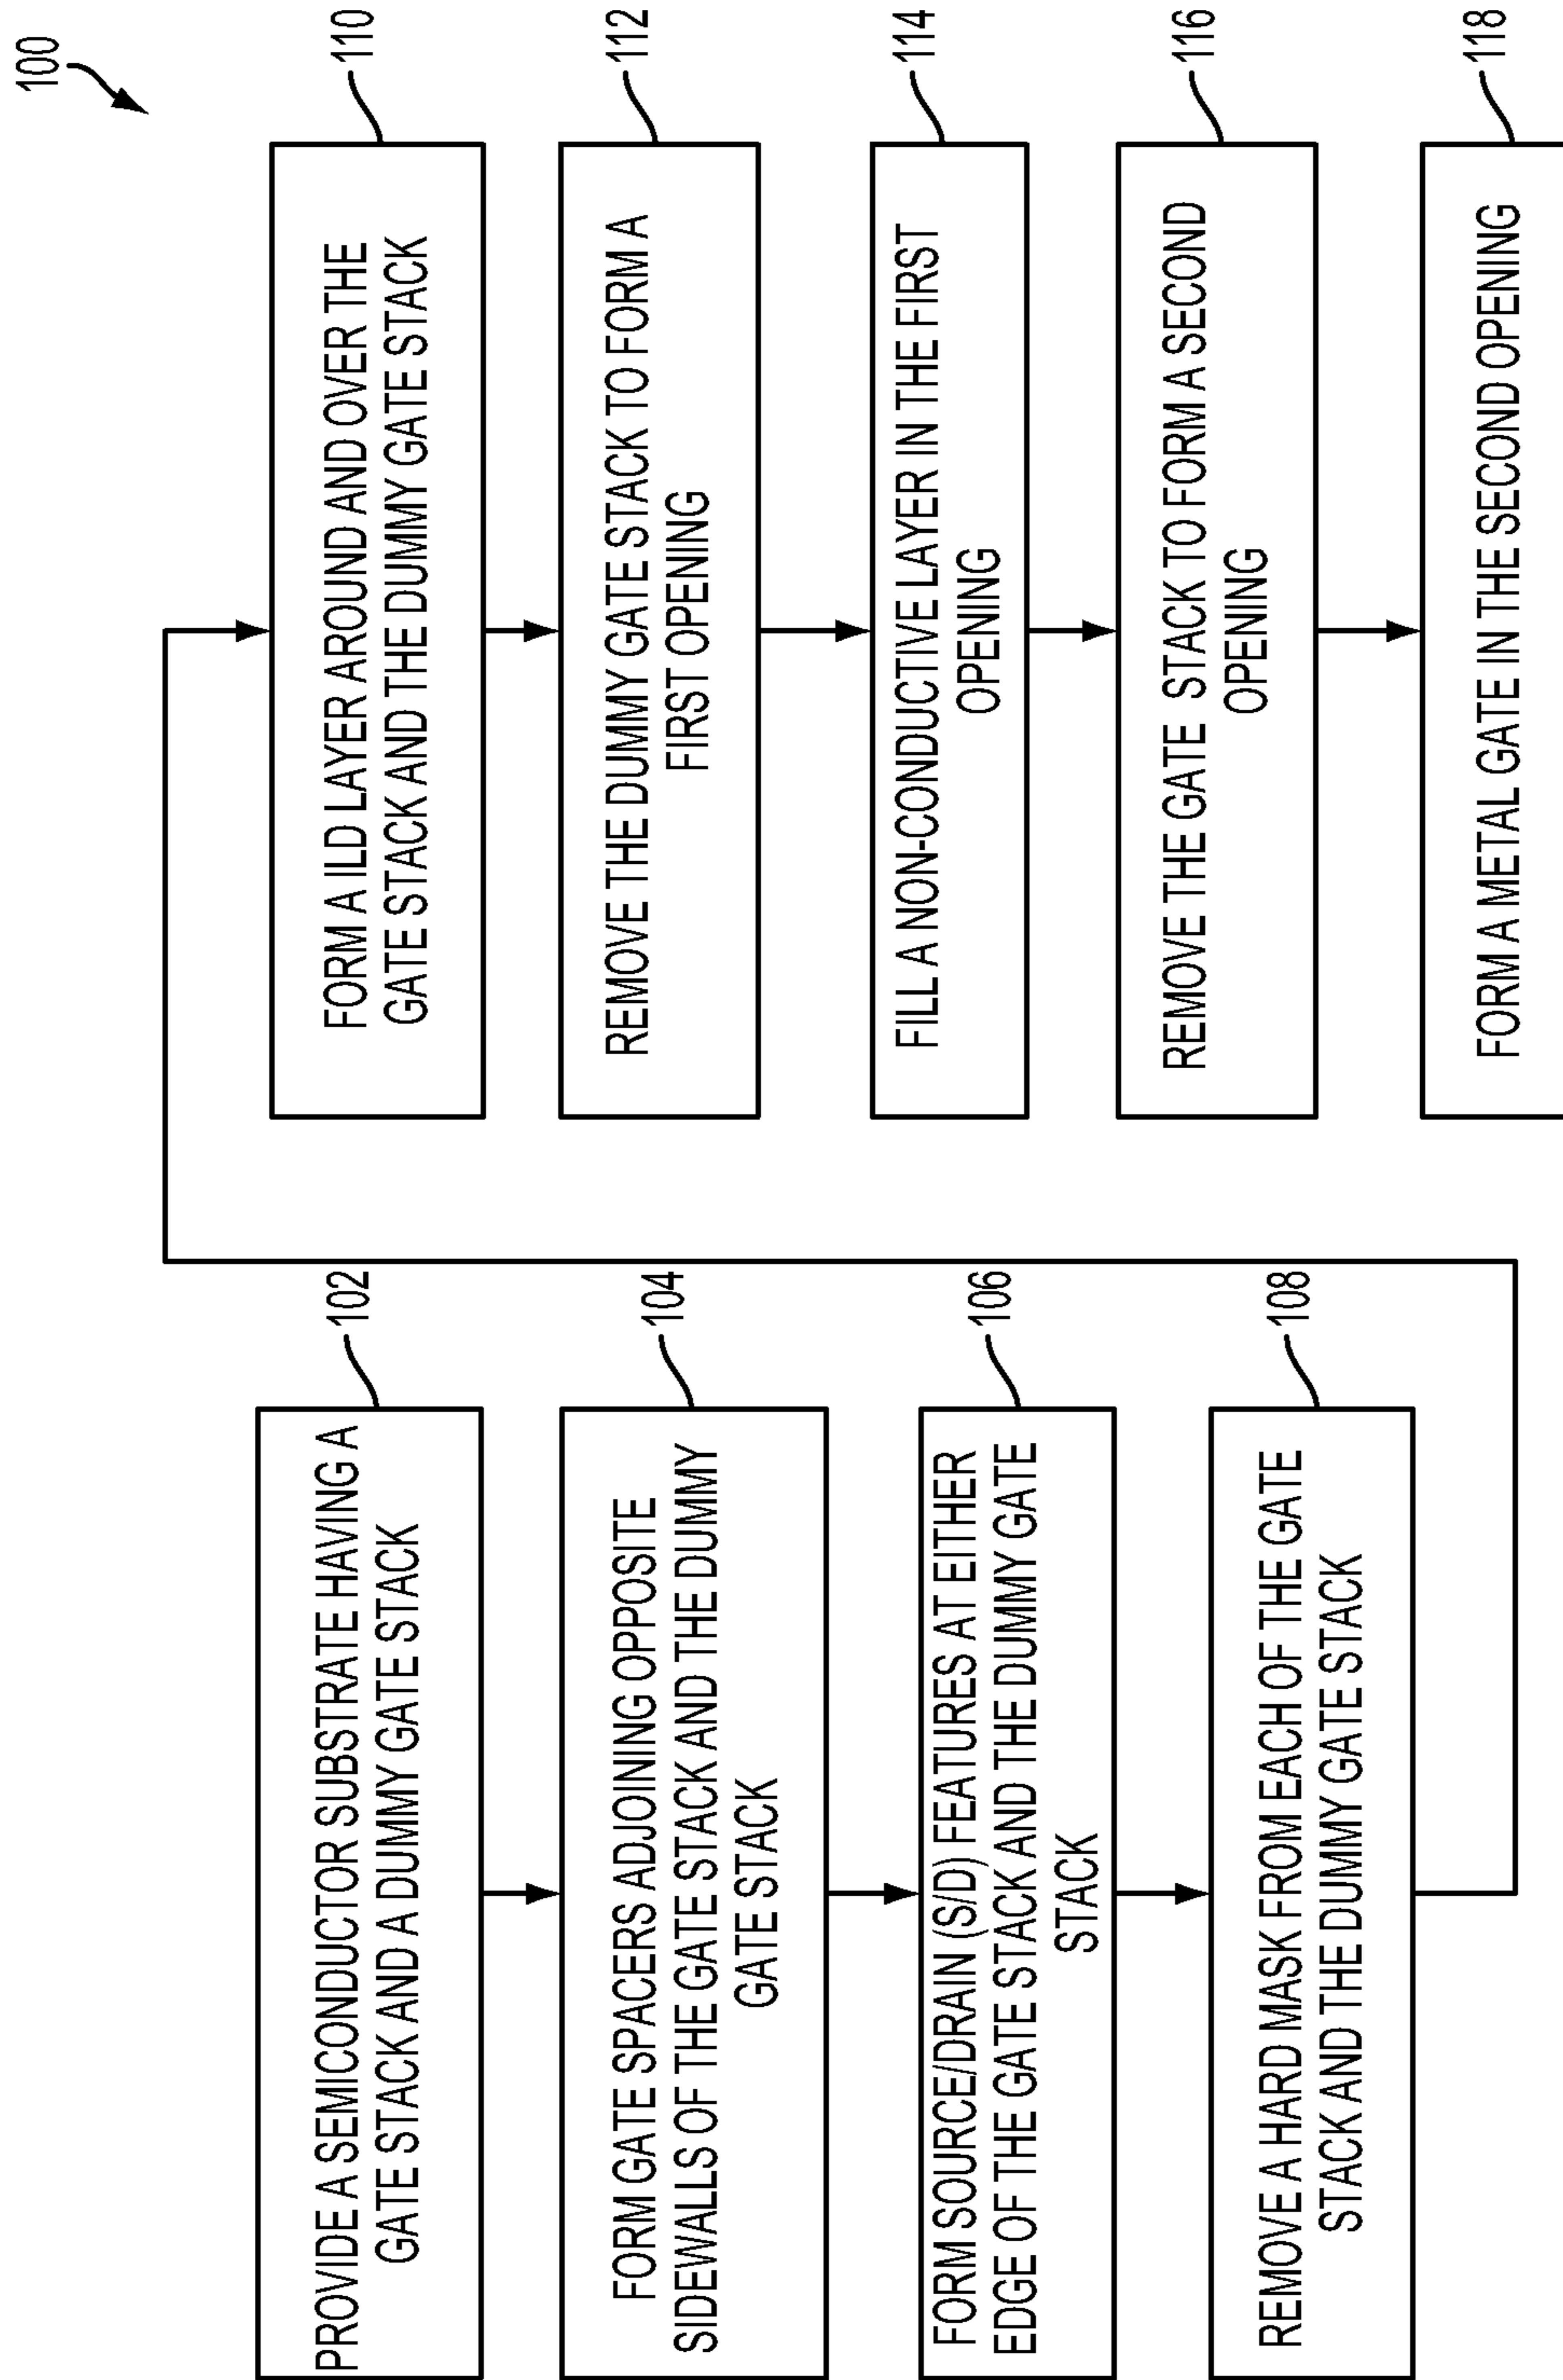 100
PROVIDE A SEMICONDUCTOR SUBSTRATE HAVING A
GATE STACK AND A DUMMY GATE STACK
102
FORM GATE SPACERS ADJOINING OPPOSITE
SIDEWALLS OF THE GATE STACK AND THE DUMMY
GATE STACK
104
FORM SOURCE/DRAIN (S/D) FEATURES AT EITHER
EDGE OF THE GATE STACK AND THE DUMMY GATE
STACK
106
REMOVE A HARD MASK FROM EACH OF THE GATE
STACK AND THE DUMMY GATE STACK
108
FORM A ILD LAYER AROUND AND OVER THE
GATE STACK AND THE DUMMY GATE STACK
110
REMOVE THE DUMMY GATE STACK TO FORM A
FIRST OPENING
112
FILL A NON-CONDUCTIVE LAYER IN THE FIRST
OPENING
114
REMOVE THE GATE STACK TO FORM A SECOND
OPENING
116
FORM A METAL GATE IN THE SECOND OPENING
118